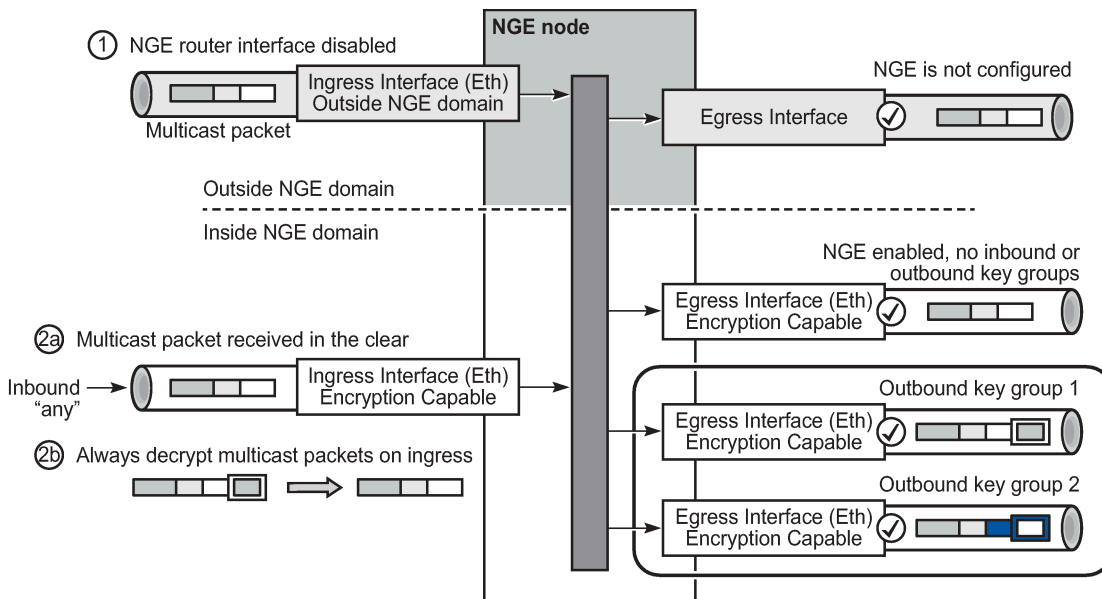 NGE node
1 NGE router interface disabled
Ingress Interface (Eth)
Outside NGE domain
Multicast packet
NGE is not configured
Egress Interface
Outside NGE domain
Inside NGE domain
NGE enabled, no inbound or
outbound key groups
Egress Interface (Eth)
Encryption Capable
2a Multicast packet received in the clear
Inbound
“any”
Ingress Interface (Eth)
Encryption Capable
2b Always decrypt multicast packets on ingress
Outbound key group 1
Egress Interface (Eth)
Encryption Capable
Outbound key group 2
Egress Interface (Eth)
Encryption Capable